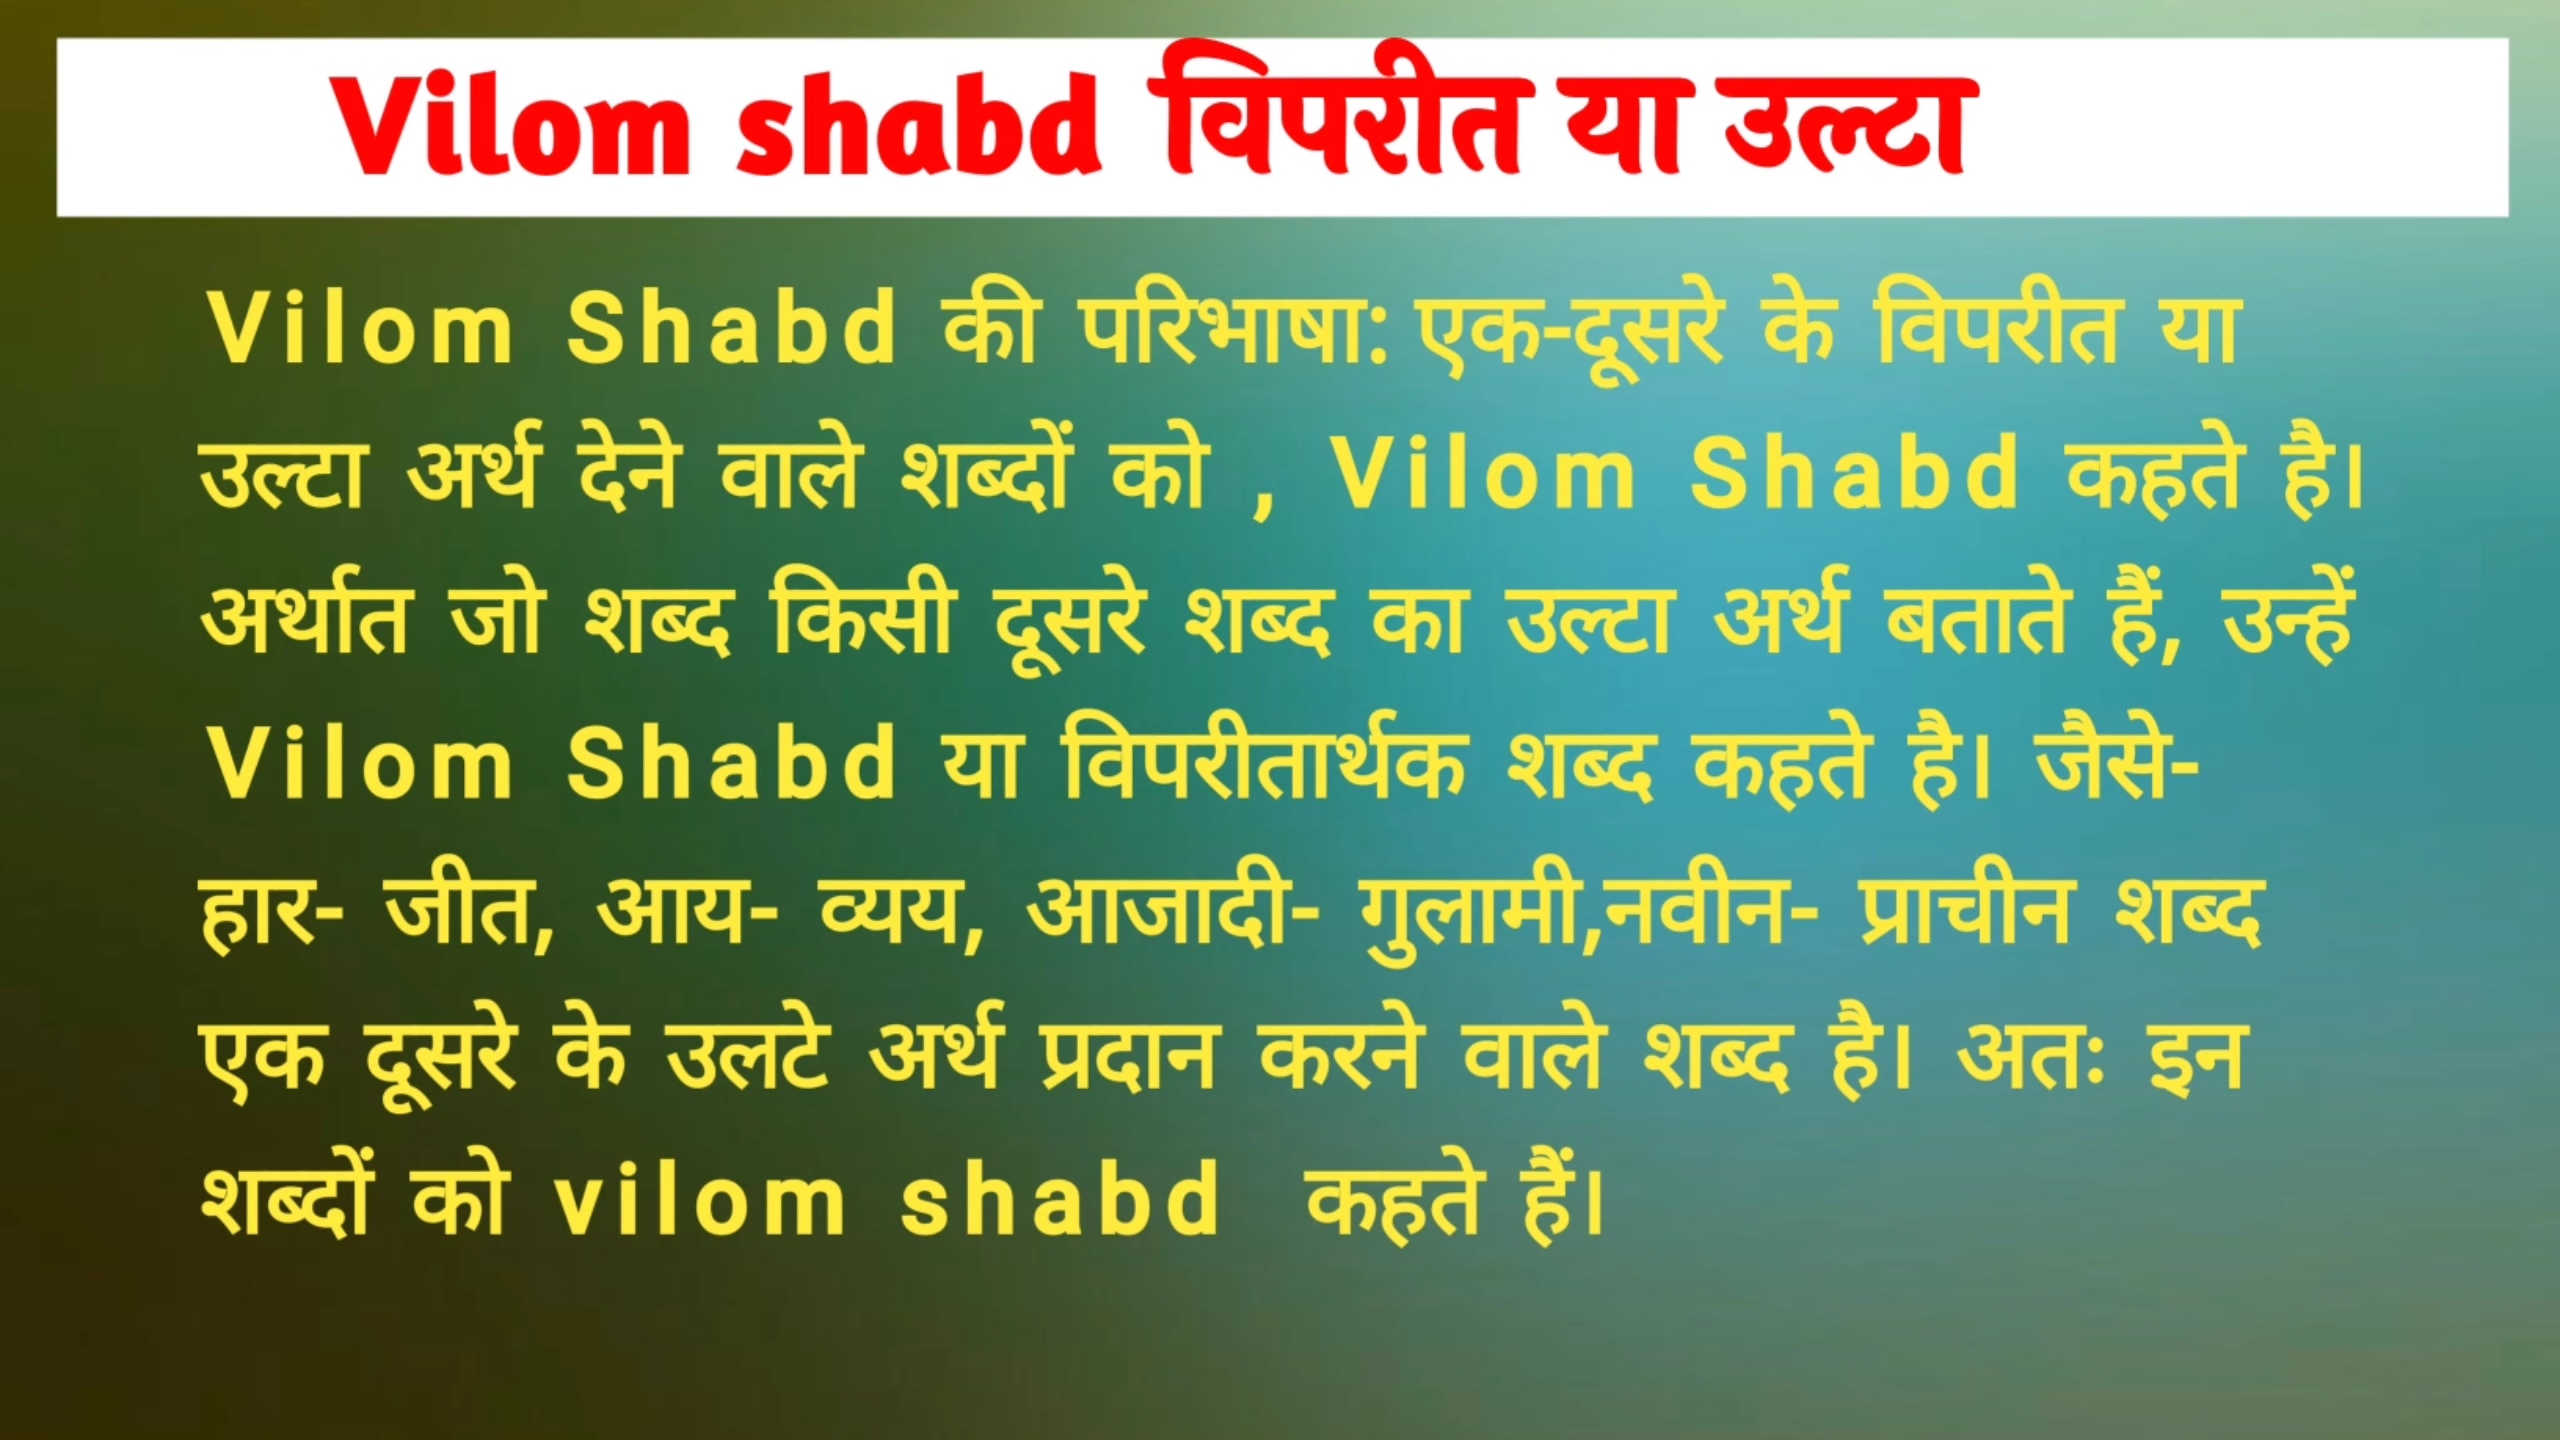 Vilom shabd विपरीत या उल्टा
Vilom Shabd की परिभाषा: एक-दूसरे के विपरीत या
उल्टा अर्थ देने वाले शब्दों को , Vilom Shabd कहते है।
अर्थात जो शब्द किसी दूसरे शब्द का उल्टा अर्थ बताते हैं, उन्हें
Vilom Shabd या विपरीतार्थक शब्द कहते है। जैसे-
हार- जीत, आय- व्यय, आजादी- गुलामी,नवीन- प्राचीन शब्द
एक दूसरे के उलटे अर्थ प्रदान करने वाले शब्द है। अतः इन
शब्दों को vilom shabd कहते हैं।